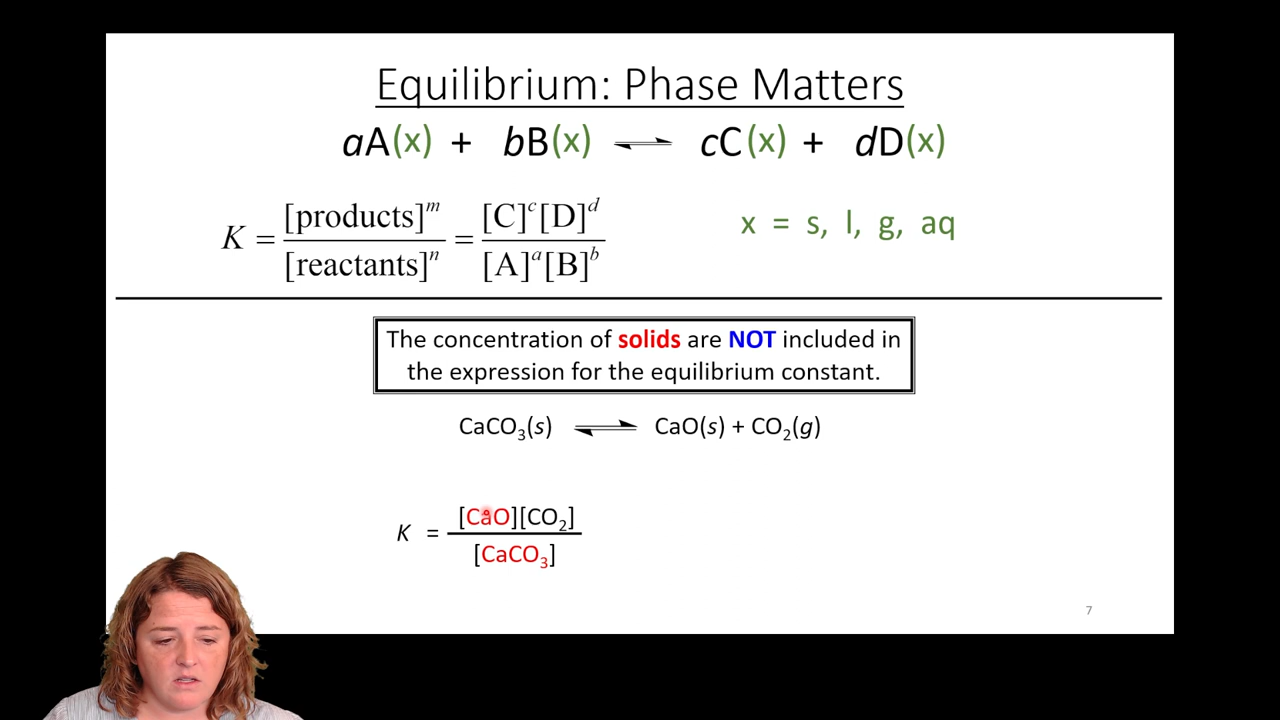 Equilibrium: Phase Matters
aA(x) + bB(x) ⇌ cC(x) + dD(x)
K = [products]^m / [reactants]^n = [C]^c[D]^d / [A]^a[B]^b
x = s, l, g, aq
The concentration of solids are NOT included in
the expression for the equilibrium constant.
CaCO₃(s) ⇌ CaO(s) + CO₂(g)
K = [CaO][CO₂] / [CaCO₃]
7